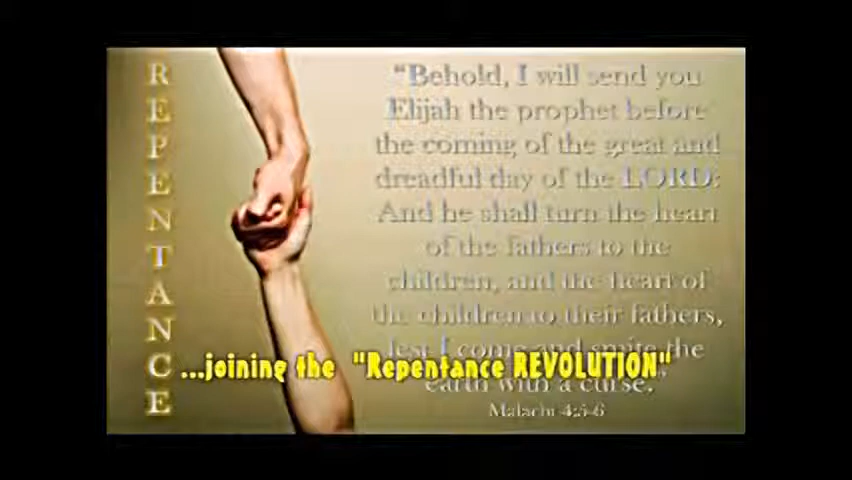 REPENTANCE
"Behold, I will send you
Elijah the prophet before
the coming of the great and
dreadful day of the LORD:
And he shall turn the heart
of the fathers to the
children, and the heart of
the children to their fathers,
lest I come and smite the
...joining the "Repentance REVOLUTION"
earth with a curse.
Malachi 4:5-6